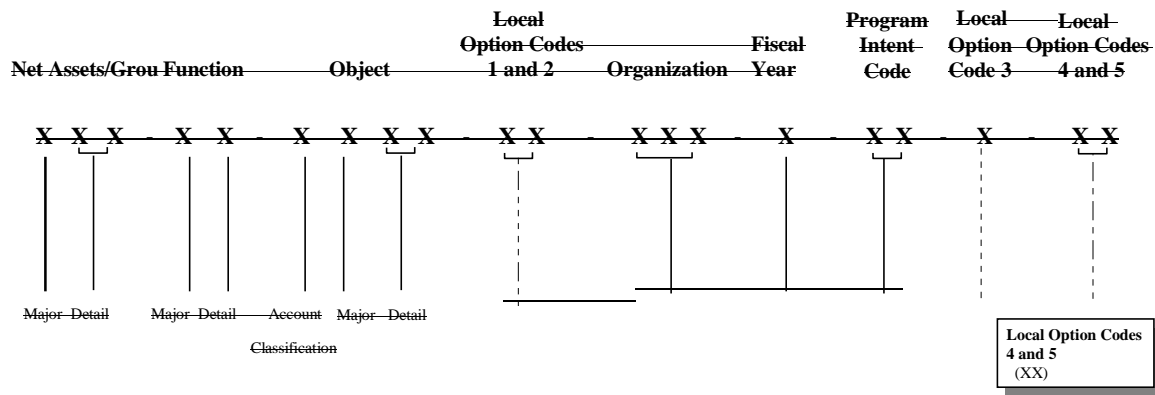 Local Program Local Local
Option Codes Fiscal Intent Option Option Codes
Net Assets/Grou Function Object 1 and 2 Organization Year Code Code 3 4 and 5
X X X - X X - X X X X - X X - X X X - X - X X - X - X X
Major Detail Major Detail Account Major Detail
Classification
Local Option Codes
4 and 5
(XX)